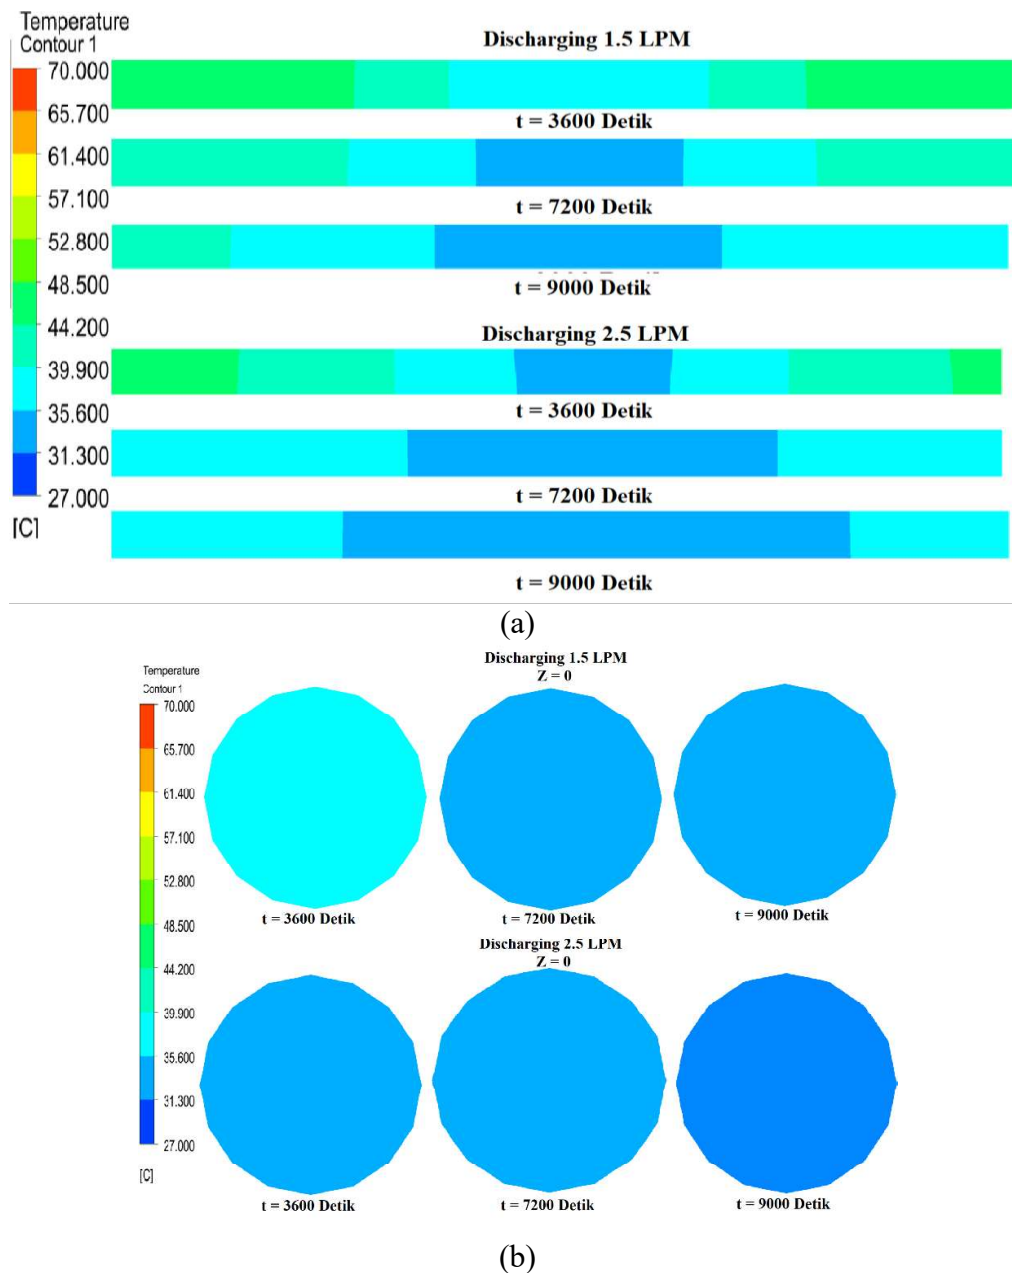 Temperature
Contour 1
70.000
65.700
61.400
57.100
52.800
48.500
44.200
39.900
35.600
31.300
27.000
[C]
Discharging 1.5 LPM
t = 3600 Detik
t = 7200 Detik
t = 9000 Detik
Discharging 2.5 LPM
t = 3600 Detik
t = 7200 Detik
t = 9000 Detik
(a)
Temperature
Contour 1
70.000
65.700
61.400
57.100
52.800
48.500
44.200
39.900
35.600
31.300
27.000
[C]
Discharging 1.5 LPM
Z = 0
t = 3600 Detik
t = 7200 Detik
t = 9000 Detik
Discharging 2.5 LPM
Z = 0
t = 3600 Detik
t = 7200 Detik
t = 9000 Detik
(b)